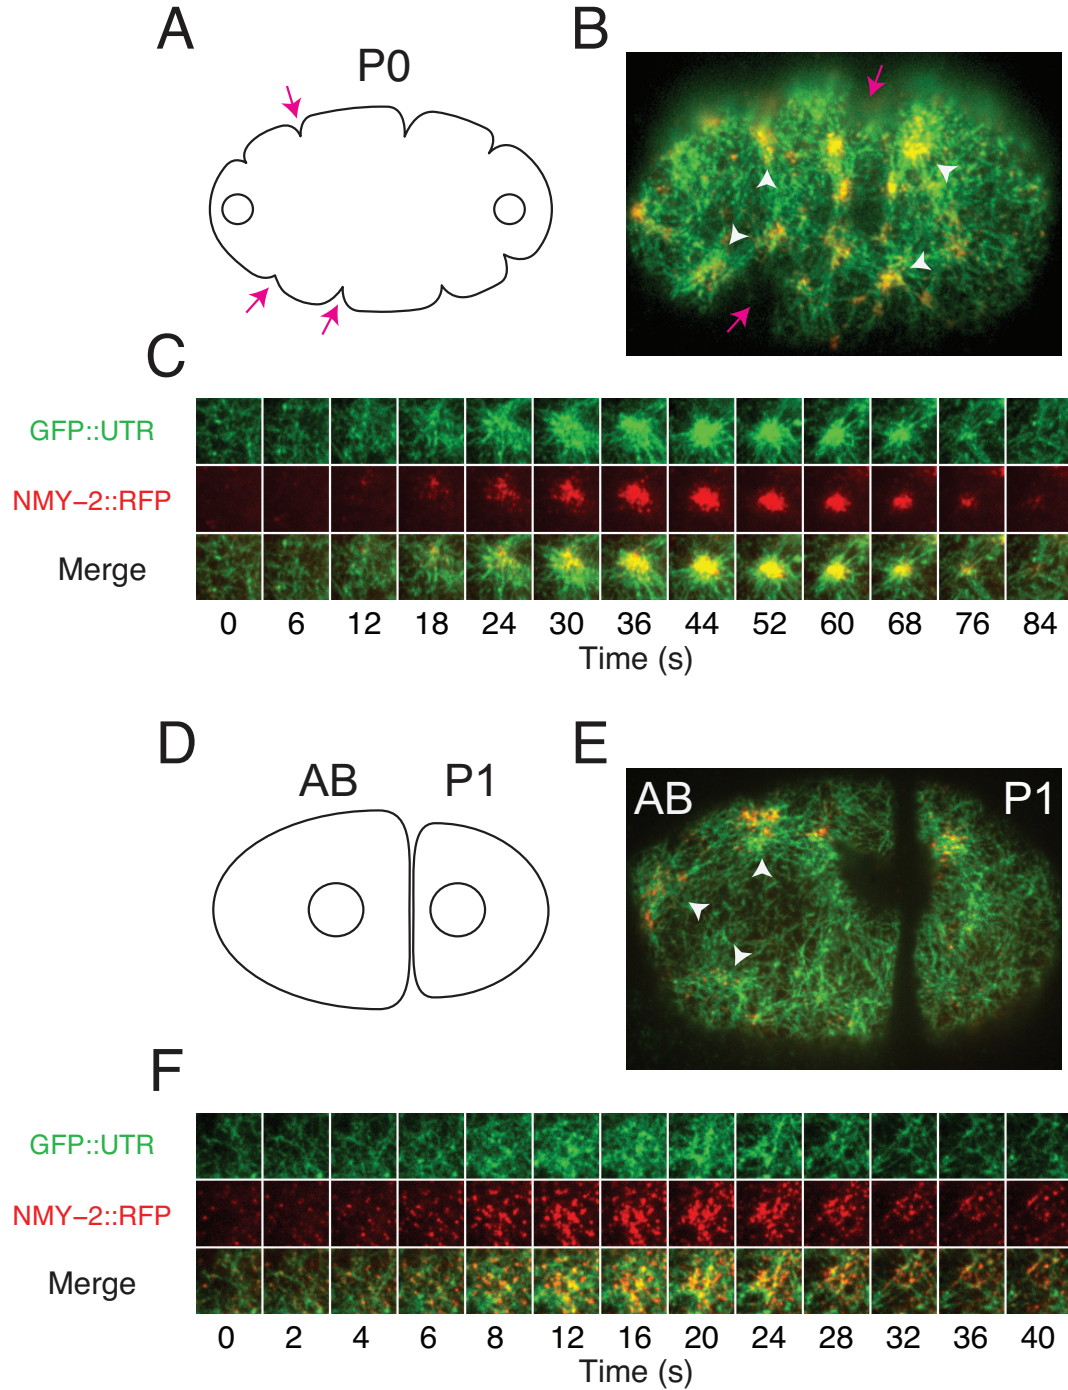 A
P0
B
C
GFP::UTR
NMY−2::RFP
Merge
0 6 12 18 24 30 36 44 52 60 68 76 84
Time (s)
D
AB P1
E
AB P1
F
GFP::UTR
NMY−2::RFP
Merge
0 2 4 6 8 12 16 20 24 28 32 36 40
Time (s)